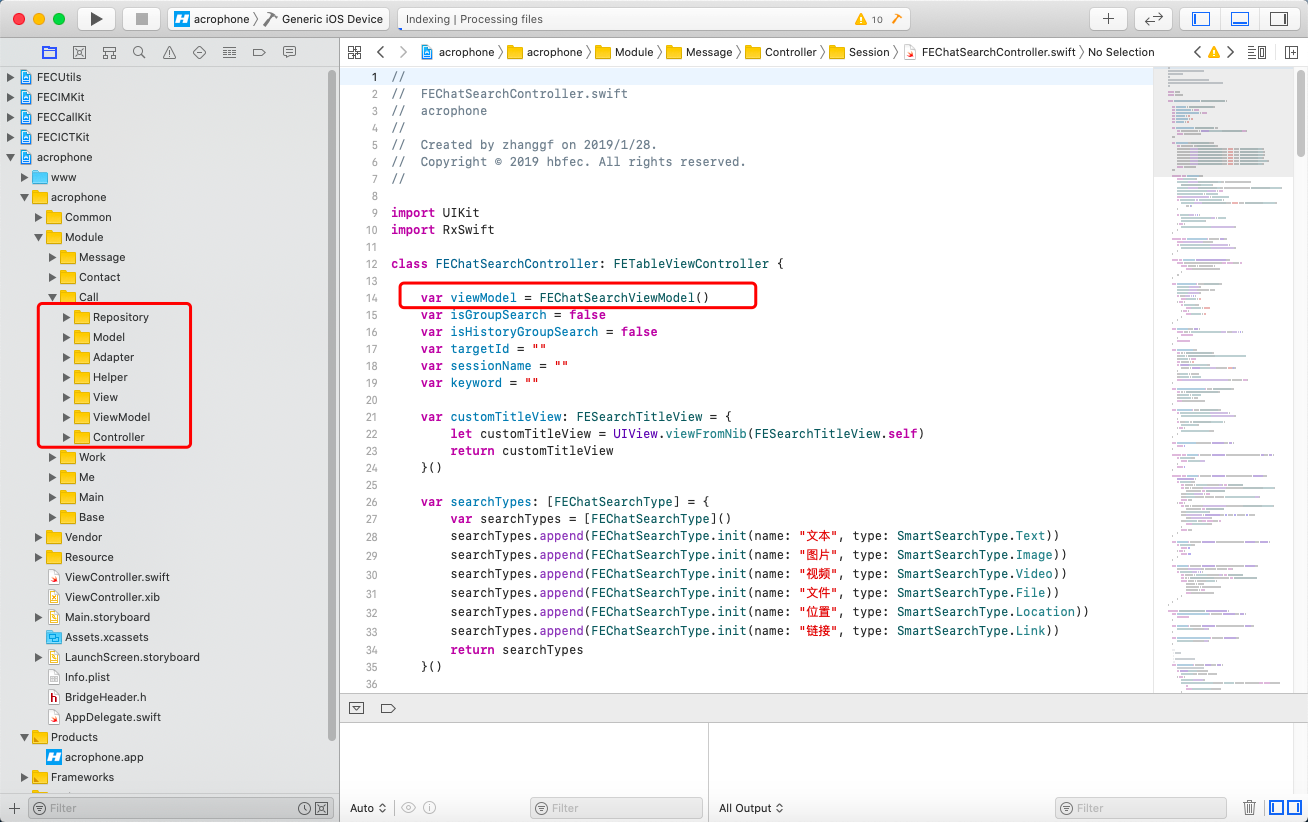 acrophone 〉 Generic iOS Device
Indexing | Processing files
10
acrophone 〉 acrophone 〉 Module 〉 Message 〉 Controller 〉 Session 〉 FEChatSearchController.swift 〉 No Selection
FECUtils
FECIMKit
FECCallKit
FECICTKit
acrophone
www
acrophone
Common
Module
Message
Contact
Call
Repository
Model
Adapter
Helper
View
ViewModel
Controller
Work
Me
Main
Base
Vendor
Resource
ViewController.swift
ViewController.xib
Main.storyboard
Assets.xcassets
LaunchScreen.storyboard
Info.plist
BridgeHeader.h
AppDelegate.swift
Products
acrophone.app
Frameworks
Filter
1 //
2 //  FEChatSearchController.swift
3 //  acrophone
4 //
5 //  Created by zhanggf on 2019/1/28.
6 //  Copyright © 2019 hbfec. All rights reserved.
7 //
8
9 import UIKit
10 import RxSwift
11
12 class FEChatSearchController: FETableViewController {
13
14     var viewModel = FEChatSearchViewModel()
15     var isGroupSearch = false
16     var isHistoryGroupSearch = false
17     var targetId = ""
18     var sessionName = ""
19     var keyword = ""
20
21     var customTitleView: FESearchTitleView = {
22         let customTitleView = UIView.viewFromNib(FESearchTitleView.self)
23         return customTitleView
24     }()
25
26     var searchTypes: [FEChatSearchType] = {
27         var searchTypes = [FEChatSearchType]()
28         searchTypes.append(FEChatSearchType.init(name: "文本", type: SmartSearchType.Text))
29         searchTypes.append(FEChatSearchType.init(name: "图片", type: SmartSearchType.Image))
30         searchTypes.append(FEChatSearchType.init(name: "视频", type: SmartSearchType.Video))
31         searchTypes.append(FEChatSearchType.init(name: "文件", type: SmartSearchType.File))
32         searchTypes.append(FEChatSearchType.init(name: "位置", type: SmartSearchType.Location))
33         searchTypes.append(FEChatSearchType.init(name: "链接", type: SmartSearchType.Link))
34         return searchTypes
35     }()
36
Auto
Filter
All Output
Filter